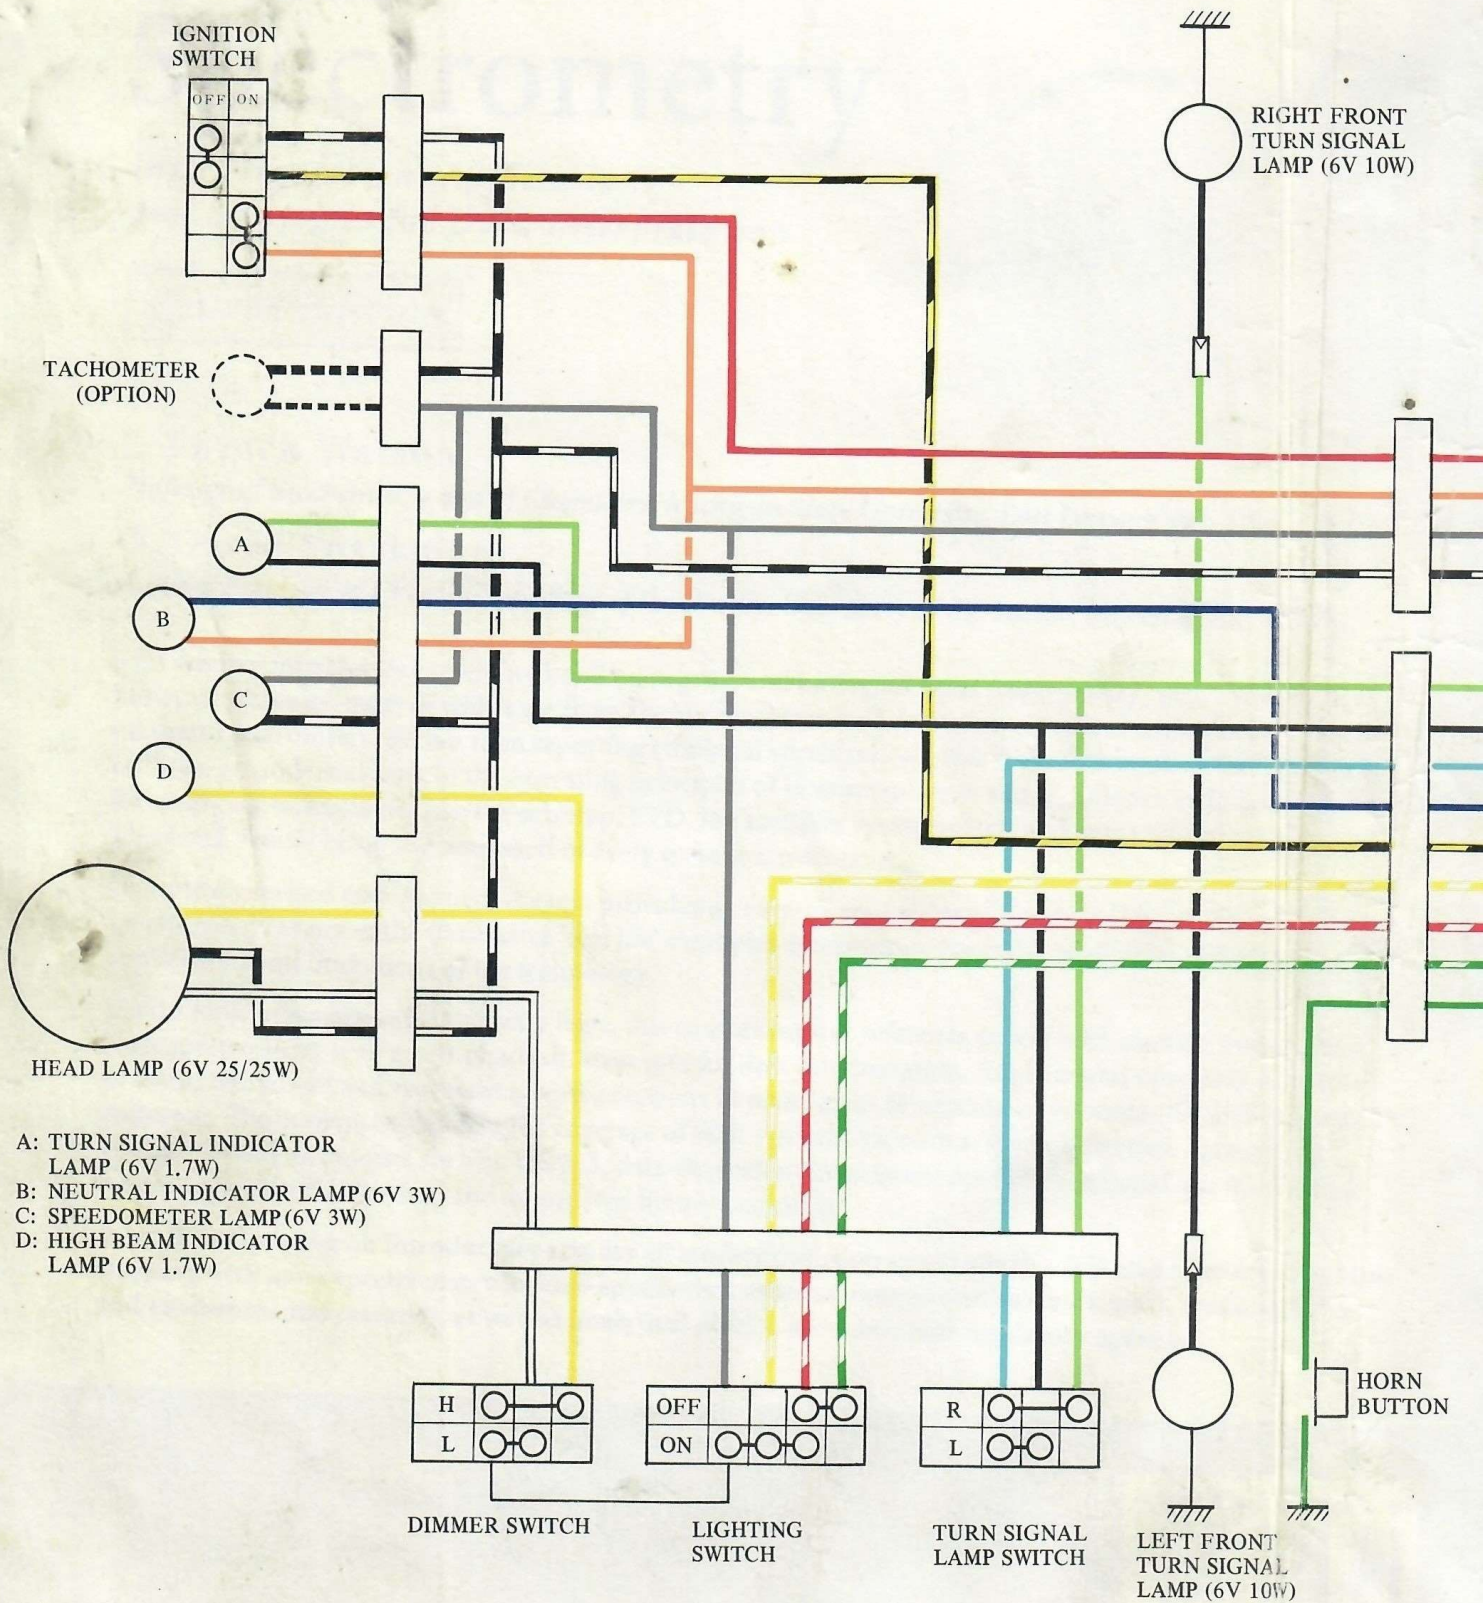 IGNITION
SWITCH
OFF ON
RIGHT FRONT
TURN SIGNAL
LAMP (6V 10W)
TACHOMETER
(OPTION)
A
B
C
D
HEAD LAMP (6V 25/25W)
A: TURN SIGNAL INDICATOR
LAMP (6V 1.7W)
B: NEUTRAL INDICATOR LAMP (6V 3W)
C: SPEEDOMETER LAMP (6V 3W)
D: HIGH BEAM INDICATOR
LAMP (6V 1.7W)
H
L
DIMMER SWITCH
OFF
ON
LIGHTING
SWITCH
R
L
TURN SIGNAL
LAMP SWITCH
LEFT FRONT
TURN SIGNAL
LAMP (6V 10W)
HORN
BUTTON